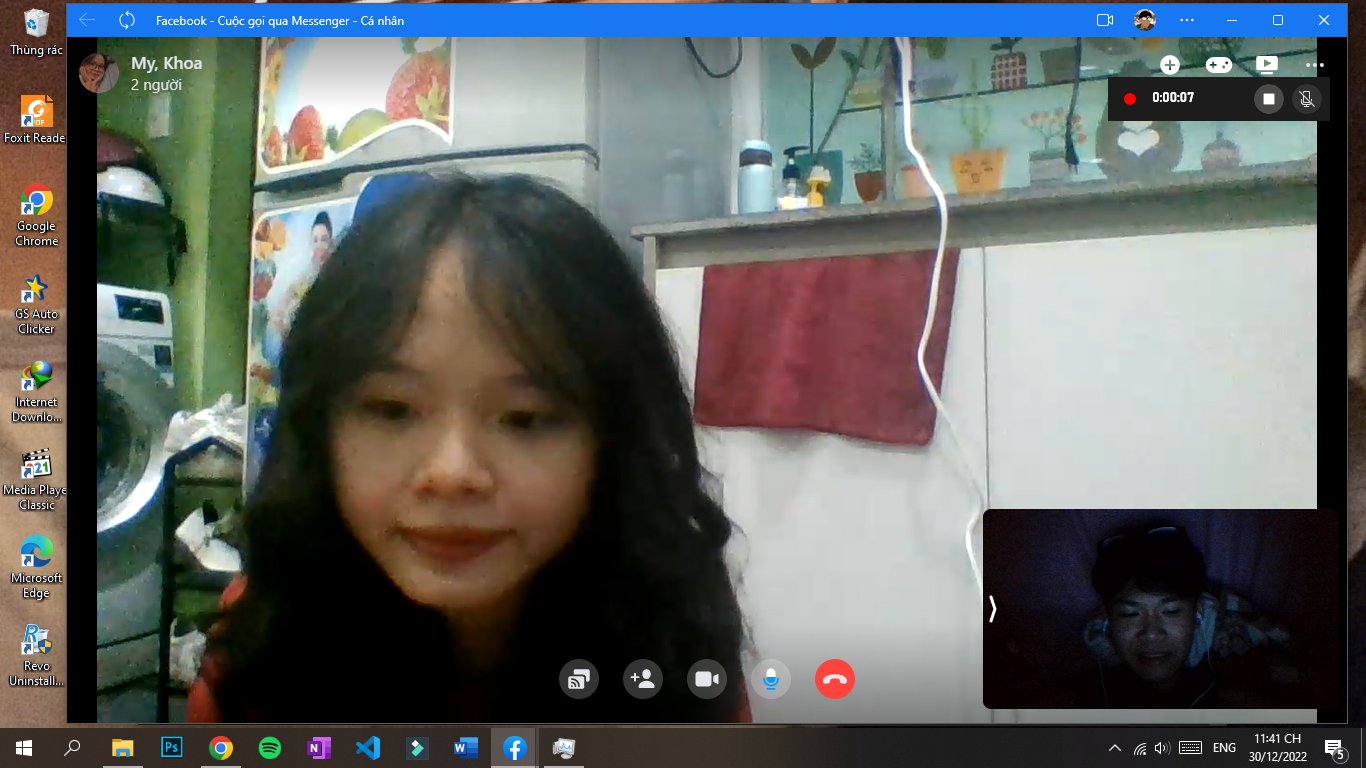 Facebook - Cuộc gọi qua Messenger - Cá nhân
My, Khoa
2 người
0:00:07
Thùng rác
Foxit Reade
Google
Chrome
GS Auto
Clicker
Internet
Downlo...
Media Playe
Classic
Microsoft
Edge
Revo
Uninstall...
321
Ps
N
W
ENG
11:41 CH
30/12/2022
5